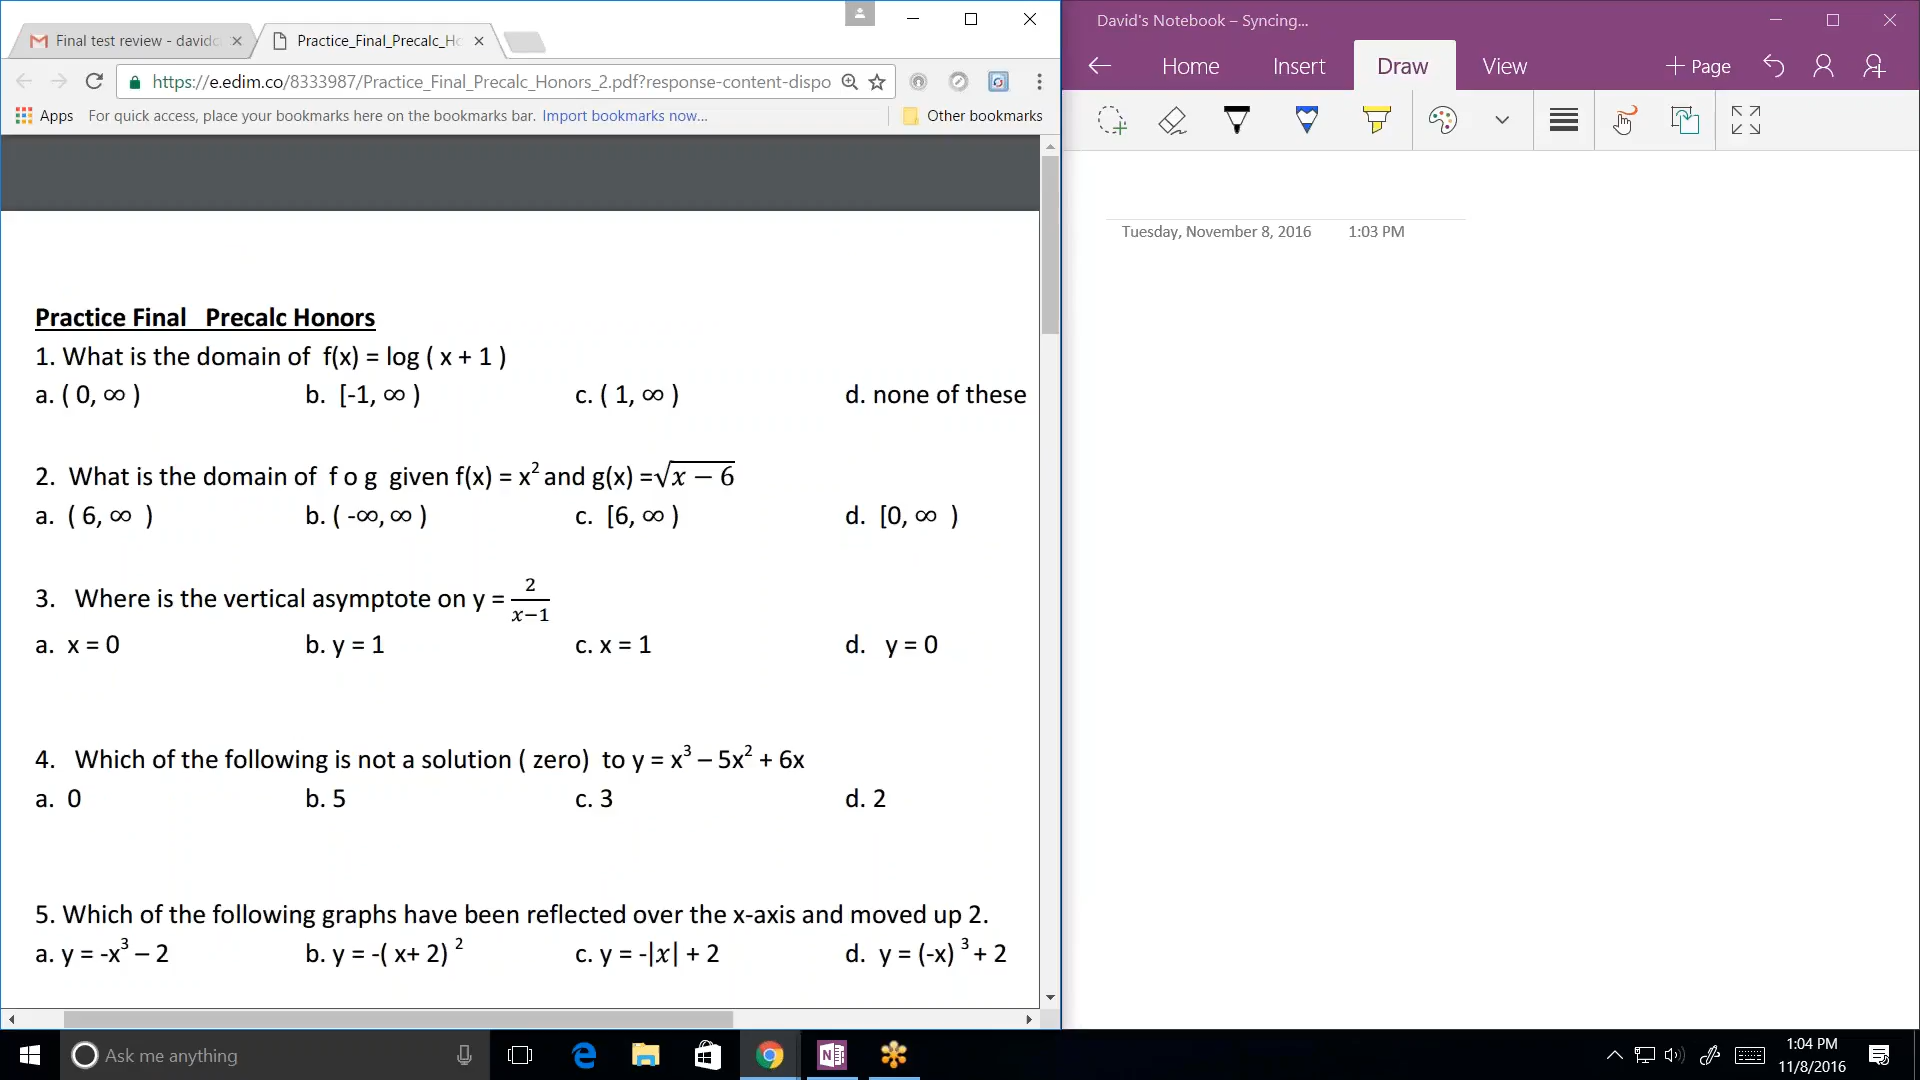 Final test review - davidc
Practice_Final_Precalc_Ho
David's Notebook – Syncing...
https://e.edim.co/8333987/Practice_Final_Precalc_Honors_2.pdf?response-content-dispo
Home Insert Draw View + Page
Apps For quick access, place your bookmarks here on the bookmarks bar. Import bookmarks now... Other bookmarks
Tuesday, November 8, 2016 1:03 PM
Practice Final Precalc Honors
1. What is the domain of f(x) = log ( x + 1 )
a. ( 0, ∞ ) b. [-1, ∞ ) c. ( 1, ∞ ) d. none of these
2. What is the domain of f o g given f(x) = x² and g(x) =√x − 6
a. ( 6, ∞ ) b. ( -∞, ∞ ) c. [6, ∞ ) d. [0, ∞ )
3. Where is the vertical asymptote on y = 2/(x−1)
a. x = 0 b. y = 1 c. x = 1 d. y = 0
4. Which of the following is not a solution ( zero) to y = x³ – 5x² + 6x
a. 0 b. 5 c. 3 d. 2
5. Which of the following graphs have been reflected over the x-axis and moved up 2.
a. y = -x³ – 2 b. y = -( x+ 2) ² c. y = -|x| + 2 d. y = (-x) ³ + 2
Ask me anything
N
1:04 PM
11/8/2016